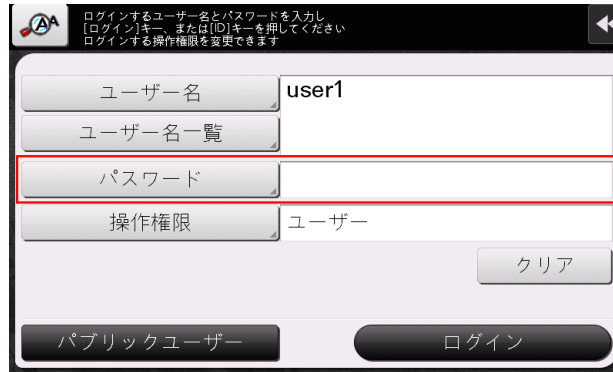 ログインするユーザー名とパスワードを入力し
[ログイン]キー、または[ID]キーを押してください
ログインする操作権限を変更できます
ユーザー名
user1
ユーザー名一覧
パスワード
操作権限
ユーザー
クリア
パブリックユーザー
ログイン